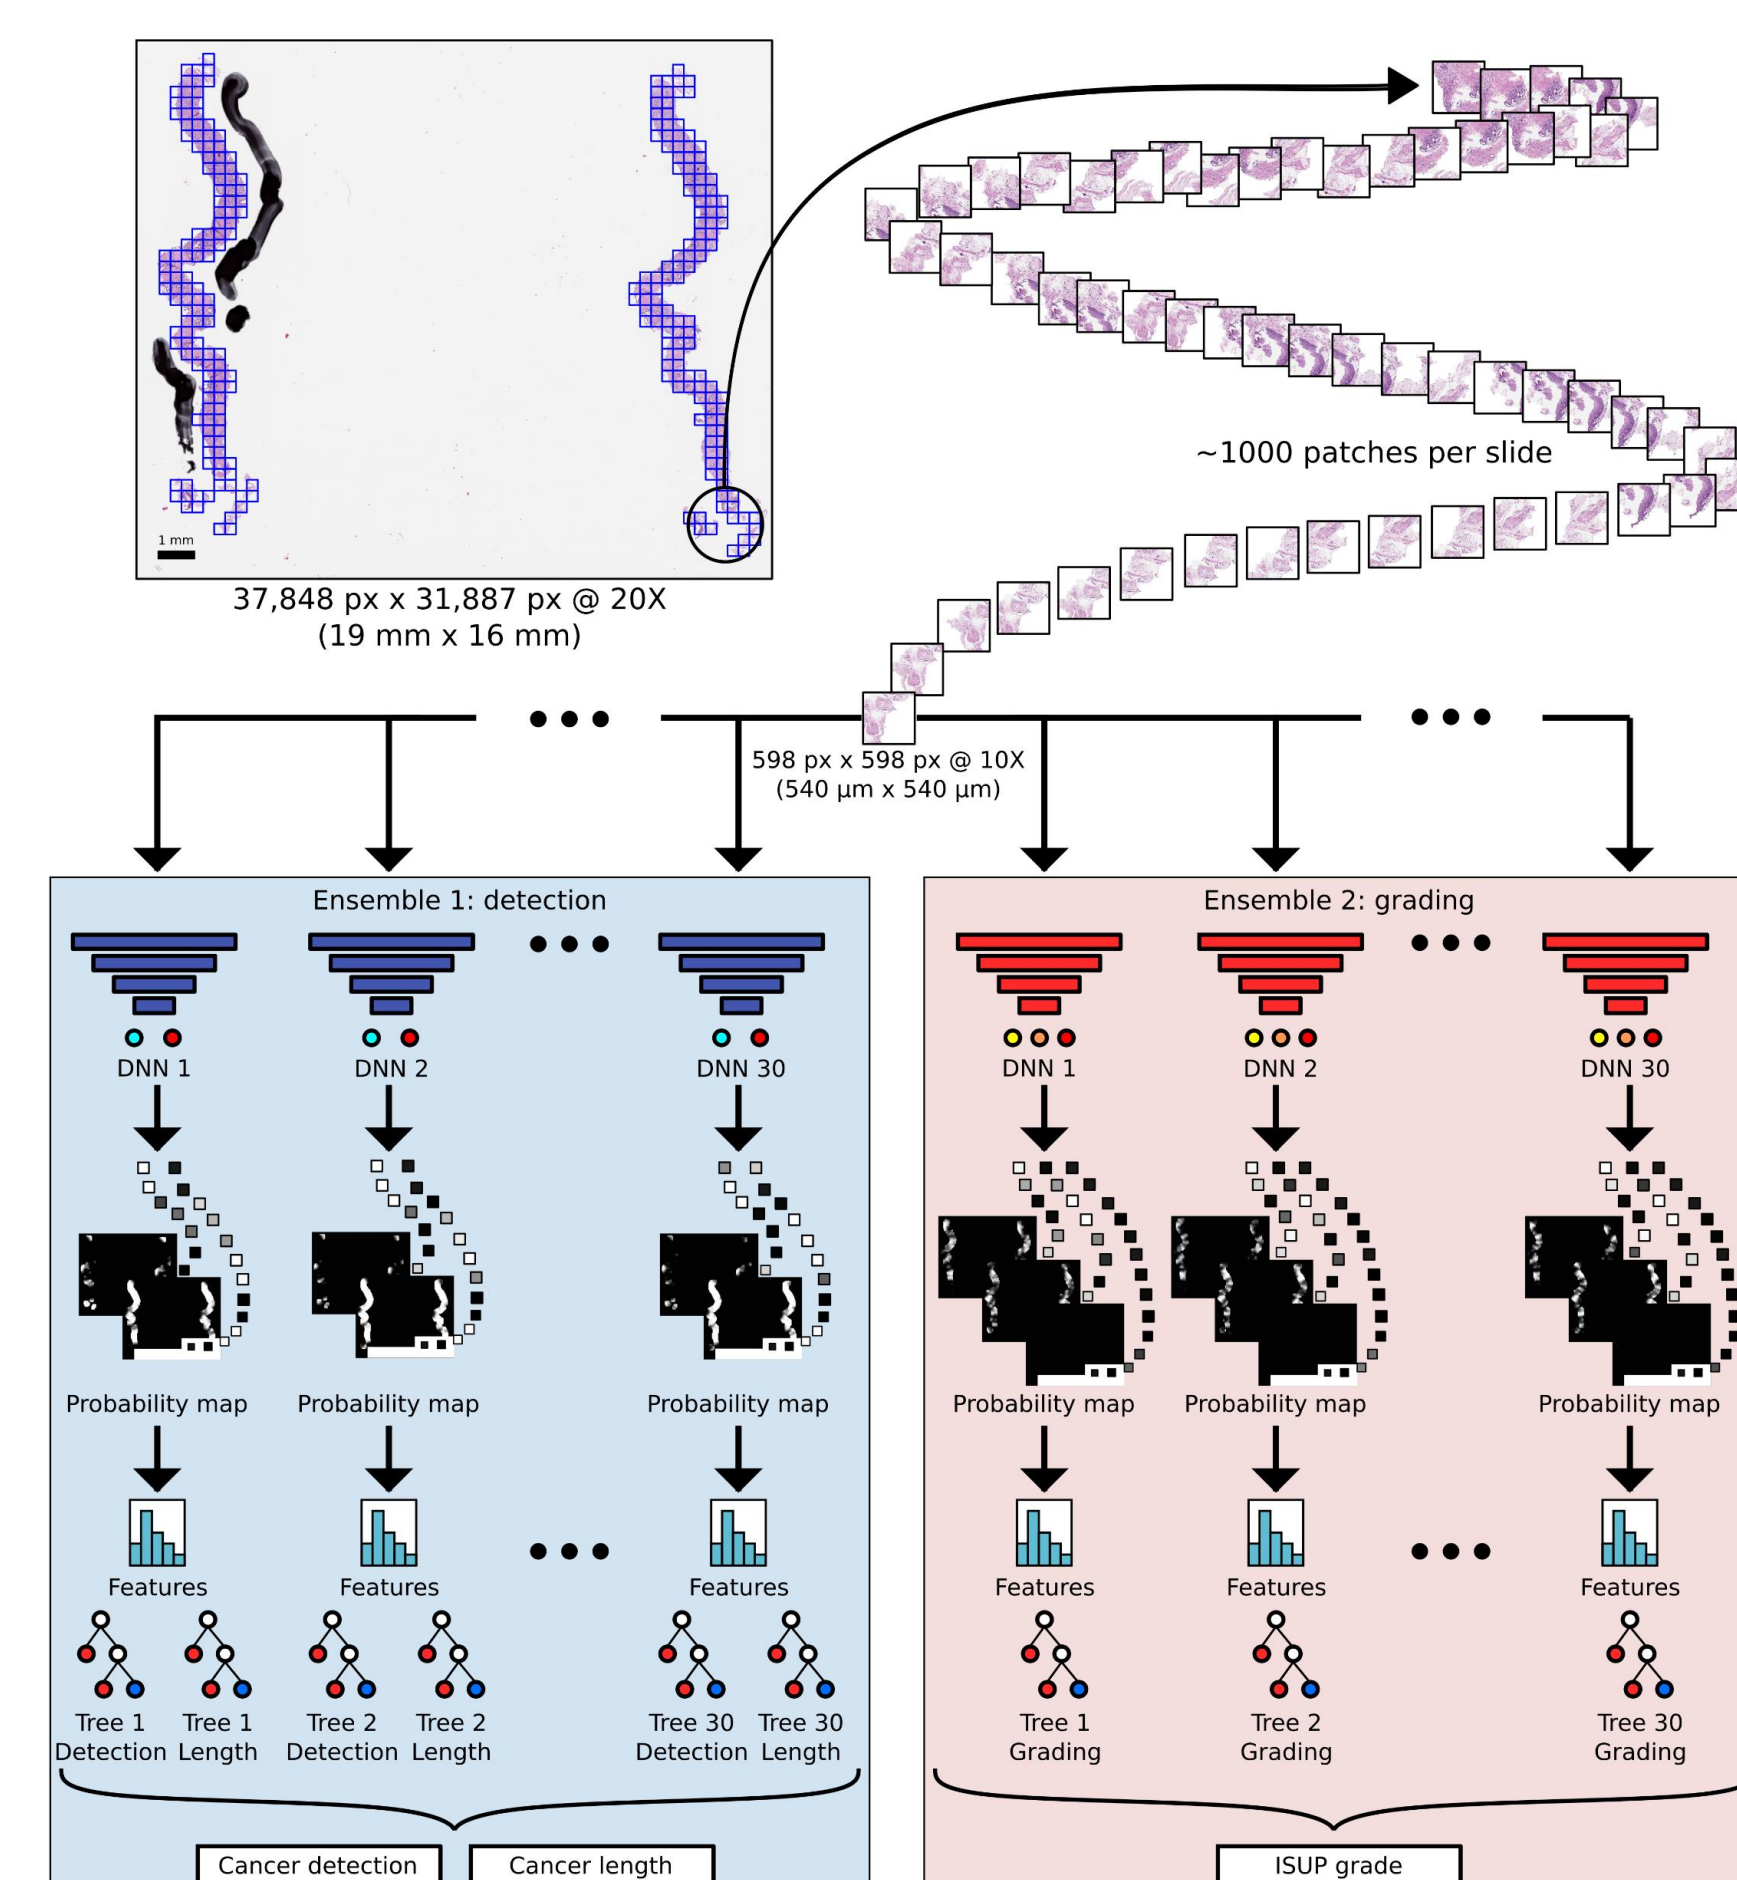 1 mm
37,848 px x 31,887 px @ 20X
(19 mm x 16 mm)
~1000 patches per slide
598 px x 598 px @ 10X
(540 µm x 540 µm)
Ensemble 1: detection
DNN 1
DNN 2
DNN 30
Probability map
Probability map
Probability map
Features
Features
Features
Tree 1
Detection
Tree 1
Length
Tree 2
Detection
Tree 2
Length
Tree 30
Detection
Tree 30
Length
Cancer detection
Cancer length
Ensemble 2: grading
DNN 1
DNN 2
DNN 30
Probability map
Probability map
Probability map
Features
Features
Features
Tree 1
Grading
Tree 2
Grading
Tree 30
Grading
ISUP grade